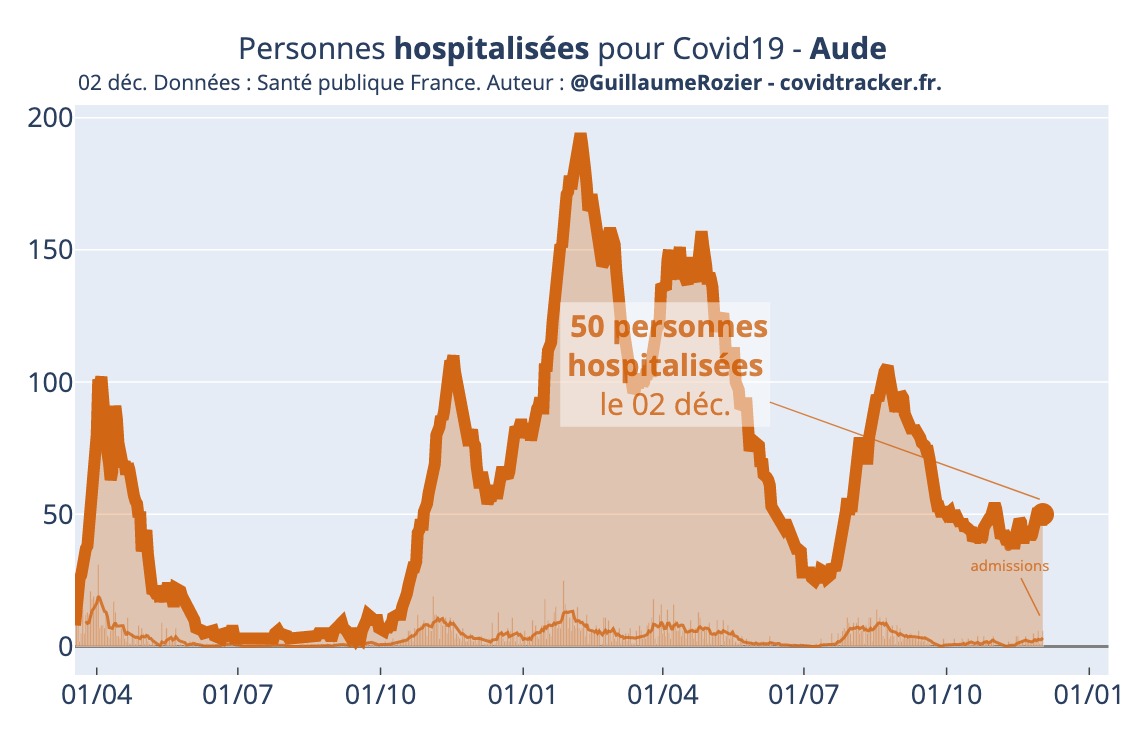 Personnes hospitalisées pour Covid19 - Aude
02 déc. Données : Santé publique France. Auteur : @GuillaumeRozier - covidtracker.fr.
200
150
100
50
0
50 personnes
hospitalisées
le 02 déc.
admissions
01/04 01/07 01/10 01/01 01/04 01/07 01/10 01/01